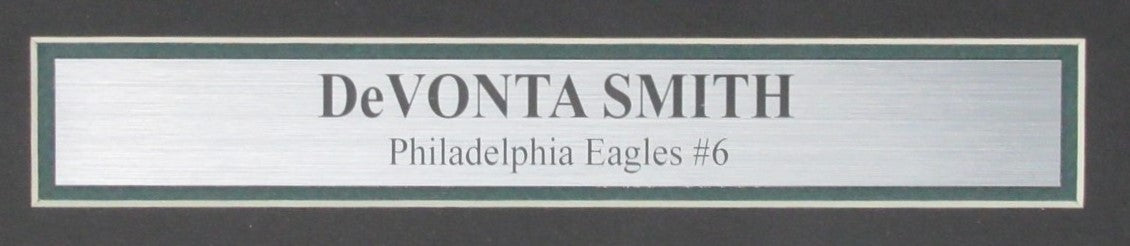 DeVONTA SMITH
Philadelphia Eagles #6